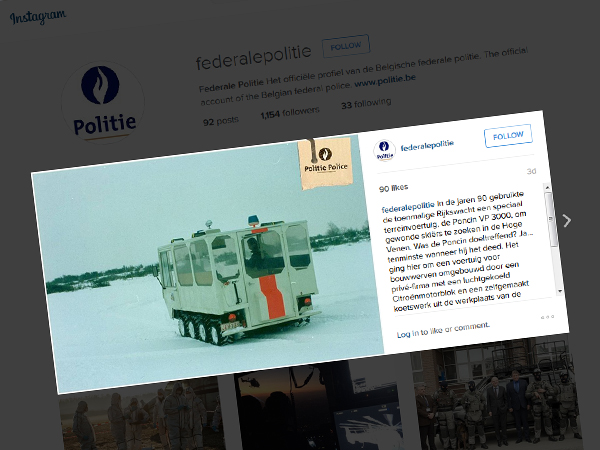 Instagram
federalepolitie FOLLOW
Federale Politie Het officiële profiel van de Belgische federale politie. The official
account of the Belgian federal police. www.politie.be
92 posts 1,154 followers 33 following
Politie
Politie Police
federalepolitie FOLLOW
90 likes 3d
federalepolitie In de jaren 90 gebruikte
de toenmalige Rijkswacht een speciaal
terreinvoertuig, de Poncin VP 3000, om
gewonde skiërs te zoeken in de Hoge
Venen. Was de Poncin doeltreffend? Ja...
tenminste wanneer hij het deed. Het
ging hier om een voertuig voor
bouwwerven omgebouwd door een
privé-firma met een luchtgekoeld
Citroënmotorblok en een zelfgemaakt
koetswerk uit de werkplaats van de
Log in to like or comment.